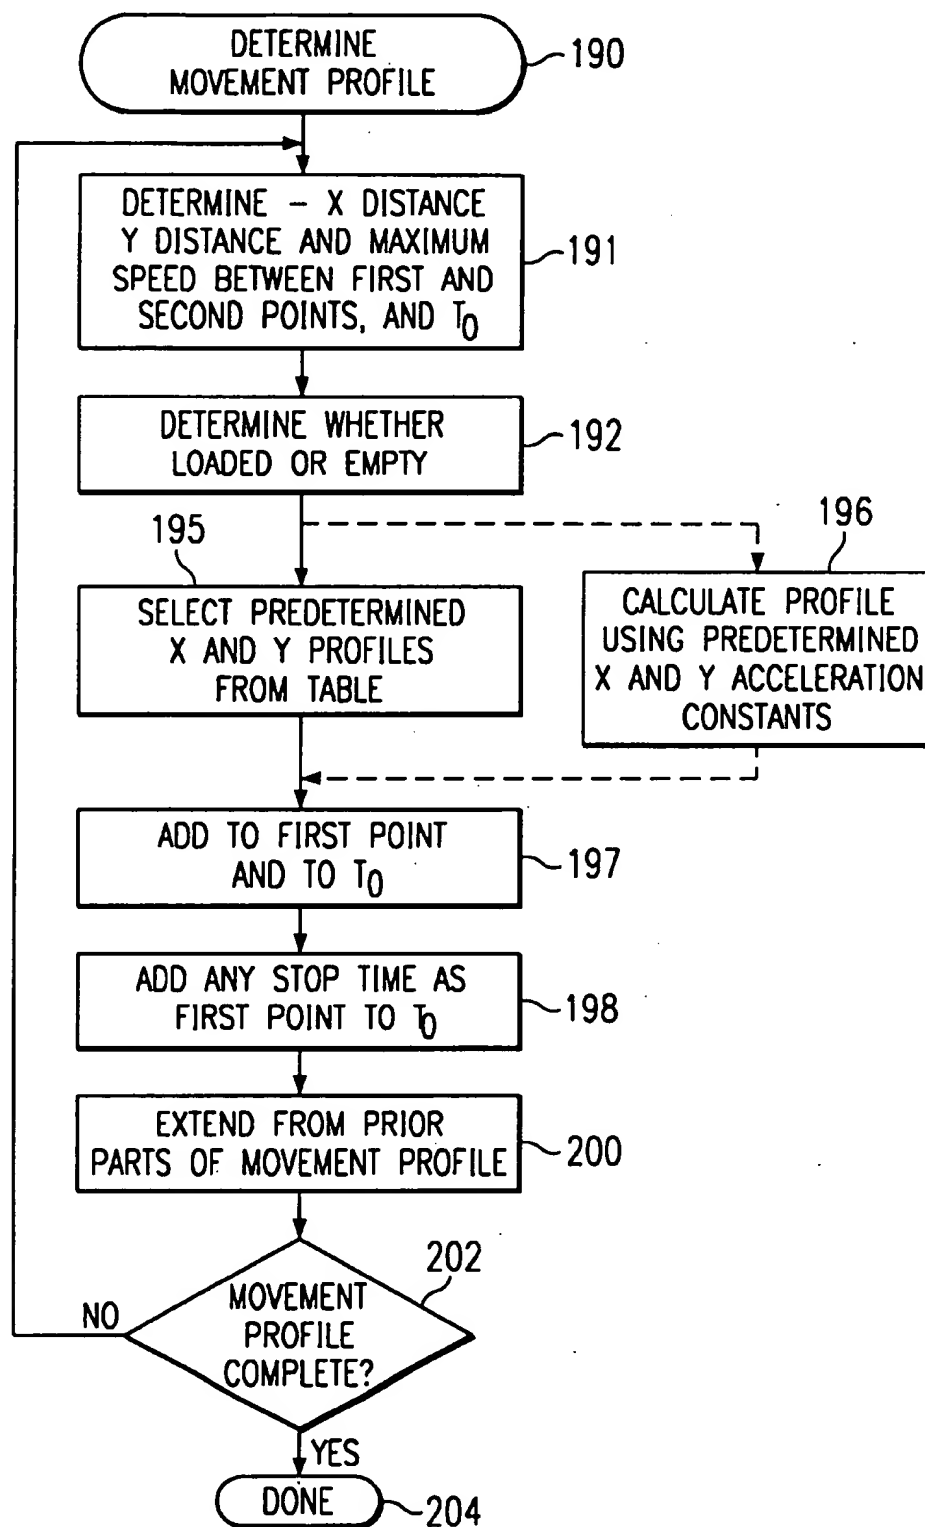 DETERMINE
MOVEMENT PROFILE
190
DETERMINE – X DISTANCE
Y DISTANCE AND MAXIMUM
SPEED BETWEEN FIRST AND
SECOND POINTS, AND T0
191
DETERMINE WHETHER
LOADED OR EMPTY
192
195
SELECT PREDETERMINED
X AND Y PROFILES
FROM TABLE
196
CALCULATE PROFILE
USING PREDETERMINED
X AND Y ACCELERATION
CONSTANTS
ADD TO FIRST POINT
AND TO T0
197
ADD ANY STOP TIME AS
FIRST POINT TO T0
198
EXTEND FROM PRIOR
PARTS OF MOVEMENT PROFILE
200
202
MOVEMENT
PROFILE
COMPLETE?
NO
YES
DONE
204